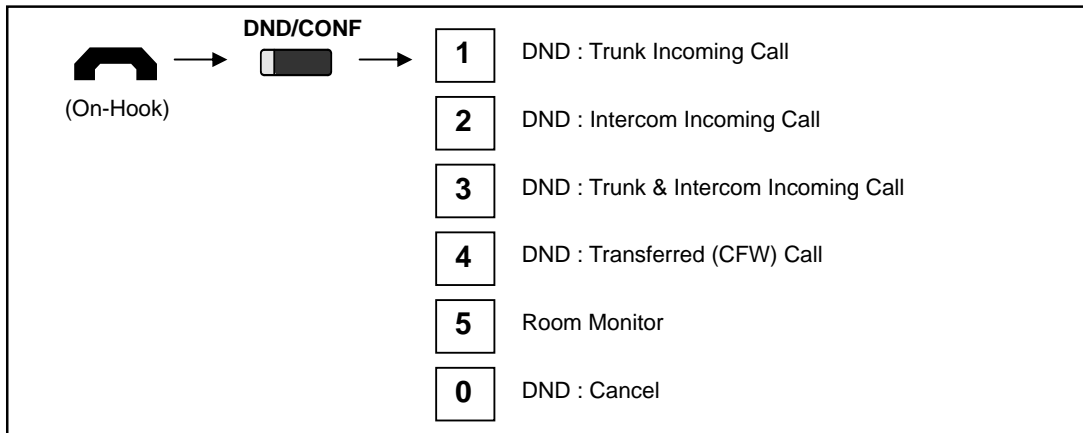 DND/CONF
(On-Hook)
1 DND : Trunk Incoming Call
2 DND : Intercom Incoming Call
3 DND : Trunk & Intercom Incoming Call
4 DND : Transferred (CFW) Call
5 Room Monitor
0 DND : Cancel